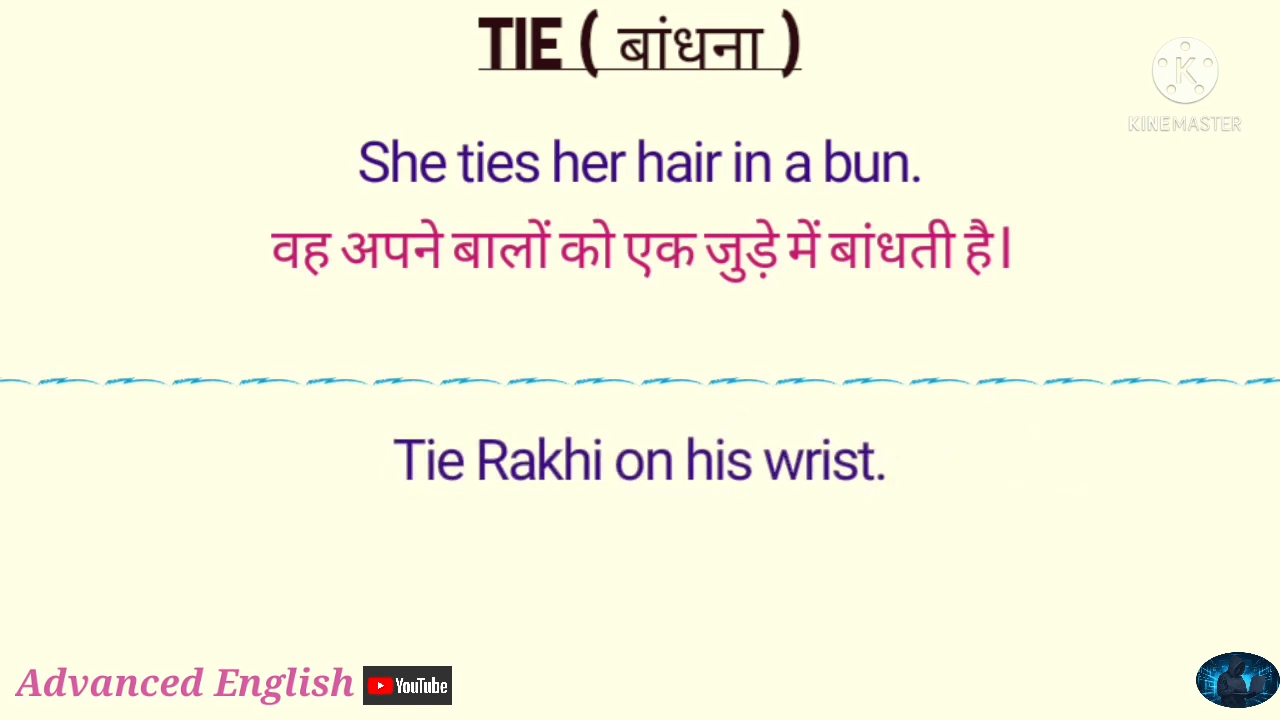 TIE ( बांधना )
K
KINEMASTER
She ties her hair in a bun.
वह अपने बालों को एक जुड़े में बांधती है।
Tie Rakhi on his wrist.
Advanced English YouTube